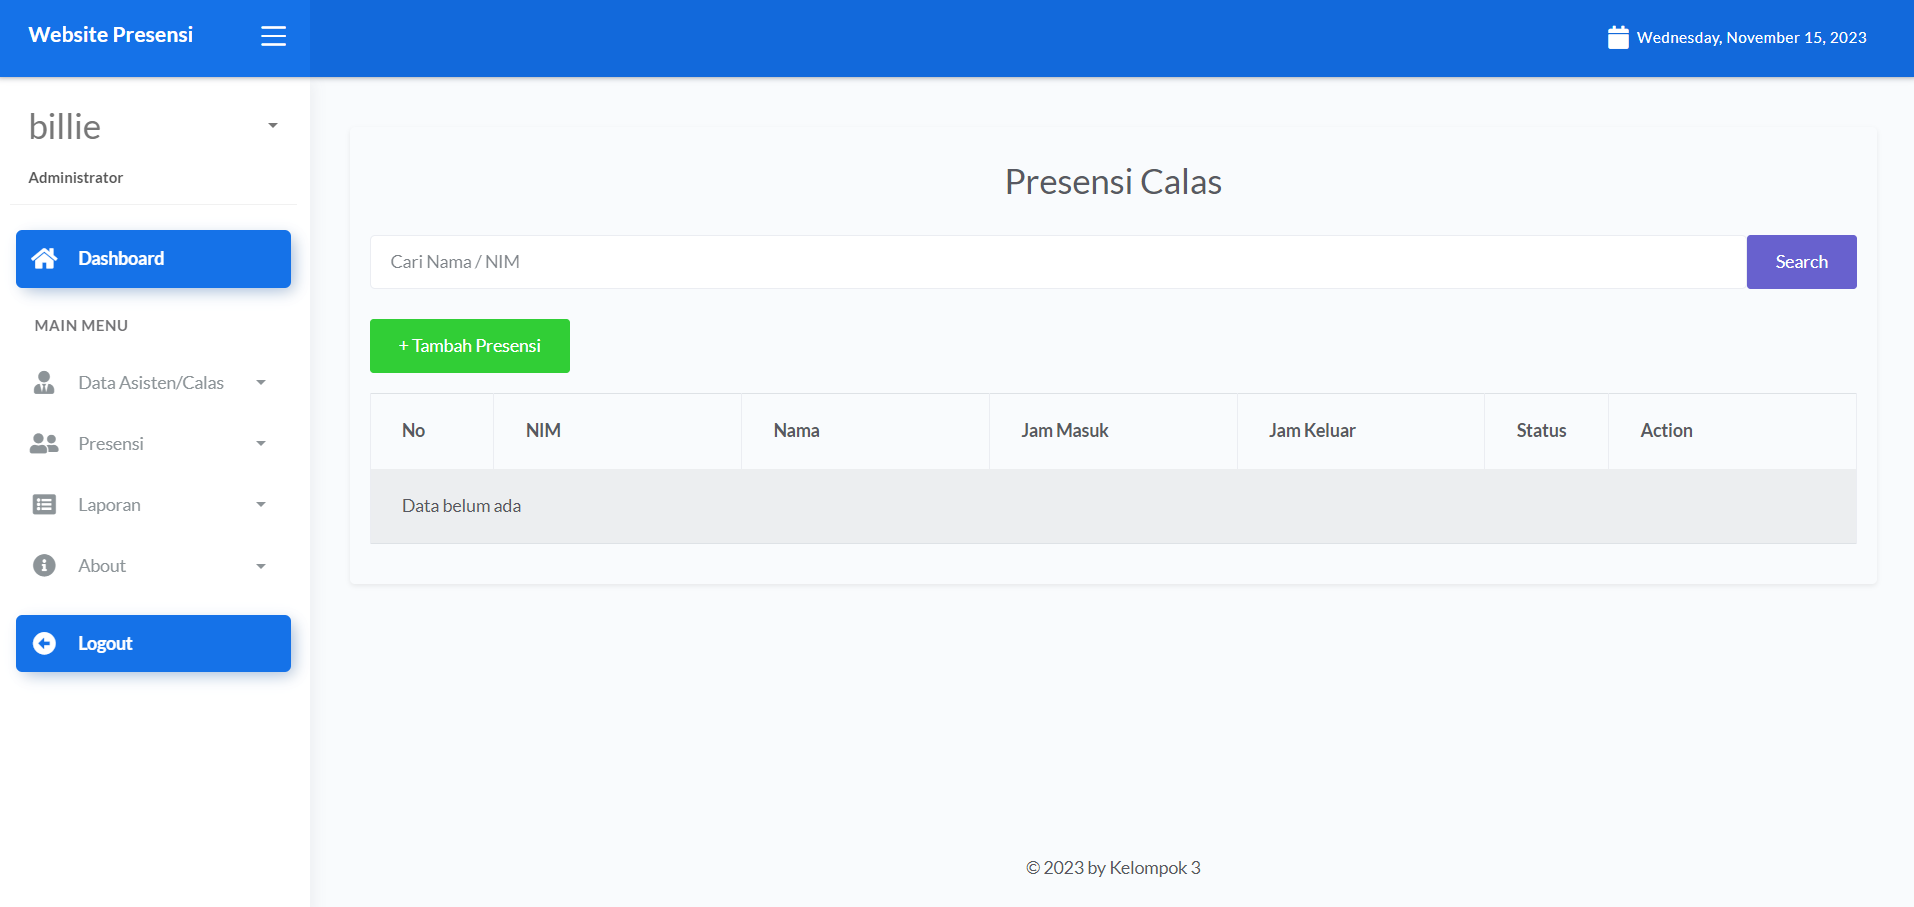 Website Presensi
Wednesday, November 15, 2023
billie
Administrator
Dashboard
MAIN MENU
Data Asisten/Calas
Presensi
Laporan
About
Logout
Presensi Calas
Cari Nama / NIM
Search
+ Tambah Presensi
No NIM Nama Jam Masuk Jam Keluar Status Action
Data belum ada
© 2023 by Kelompok 3